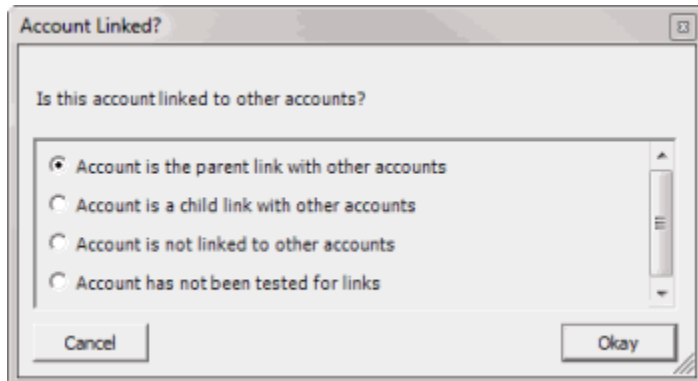 Account Linked?
Is this account linked to other accounts?
Account is the parent link with other accounts
Account is a child link with other accounts
Account is not linked to other accounts
Account has not been tested for links
Cancel
Okay